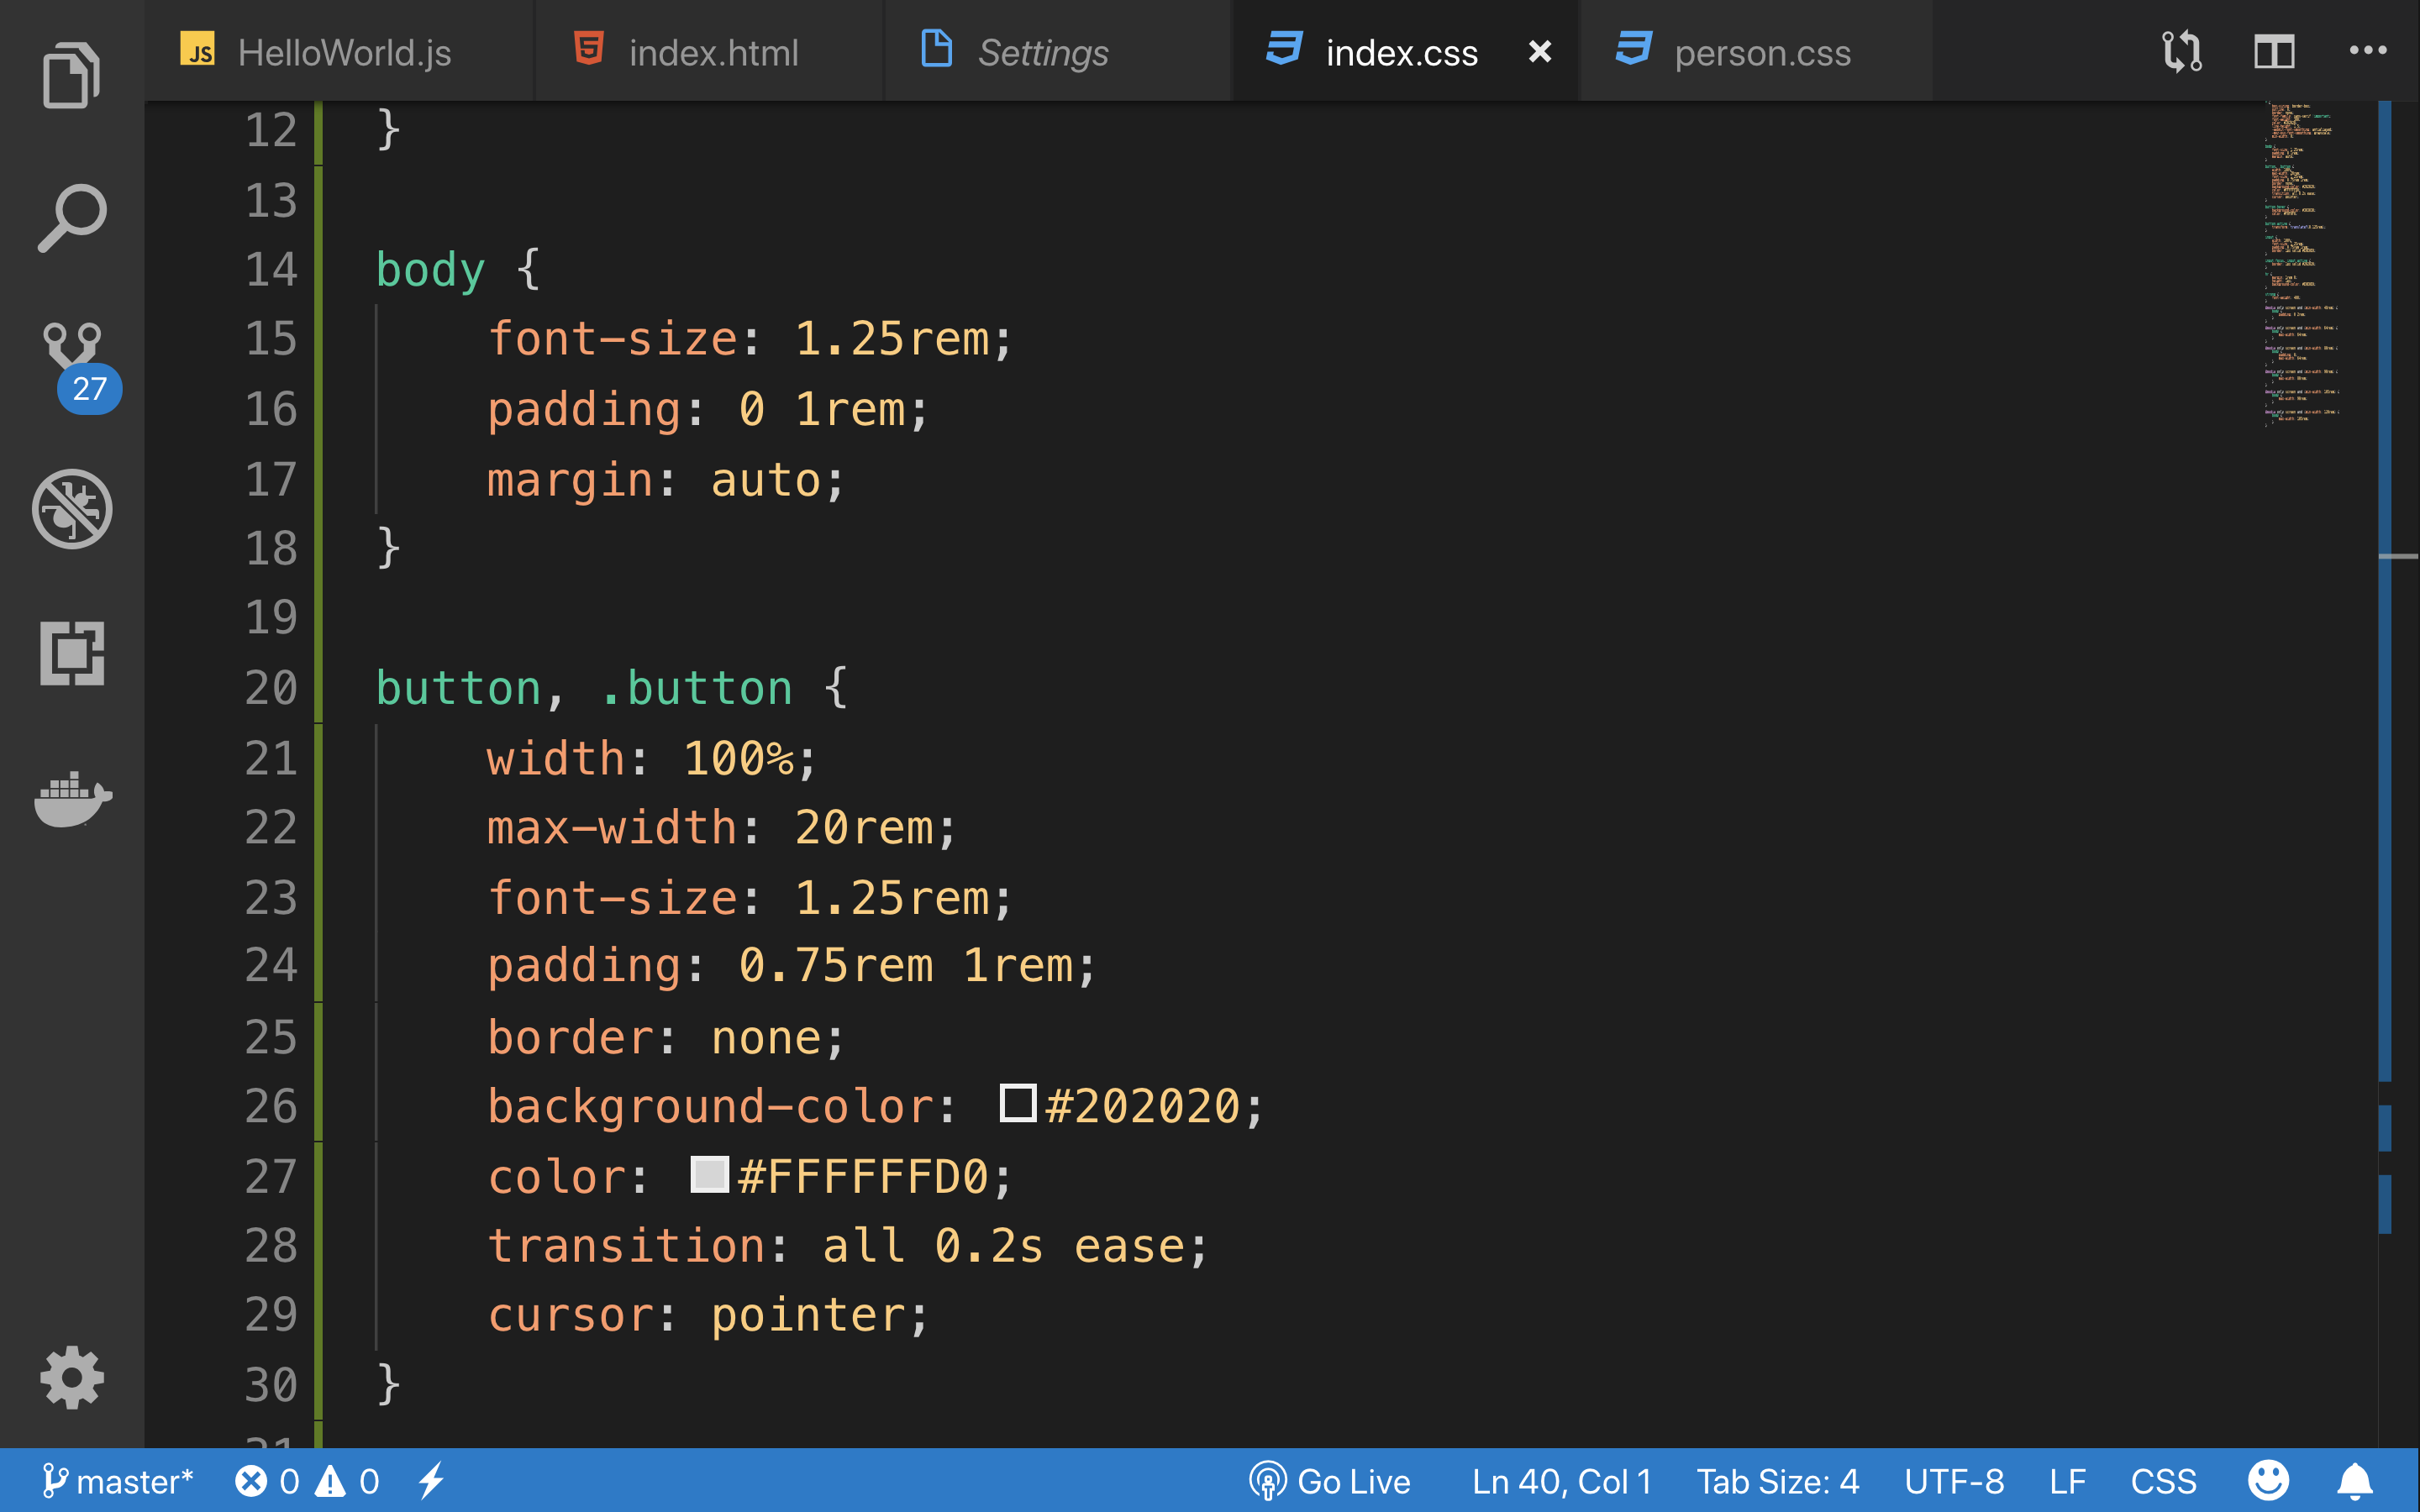 JS HelloWorld.js index.html Settings index.css person.css
12 }
13
14 body {
15     font-size: 1.25rem;
16     padding: 0 1rem;
17     margin: auto;
18 }
19
20 button, .button {
21     width: 100%;
22     max-width: 20rem;
23     font-size: 1.25rem;
24     padding: 0.75rem 1rem;
25     border: none;
26     background-color: #202020;
27     color: #FFFFFFD0;
28     transition: all 0.2s ease;
29     cursor: pointer;
30 }
31
27
master* 0 0 Go Live Ln 40, Col 1 Tab Size: 4 UTF-8 LF CSS